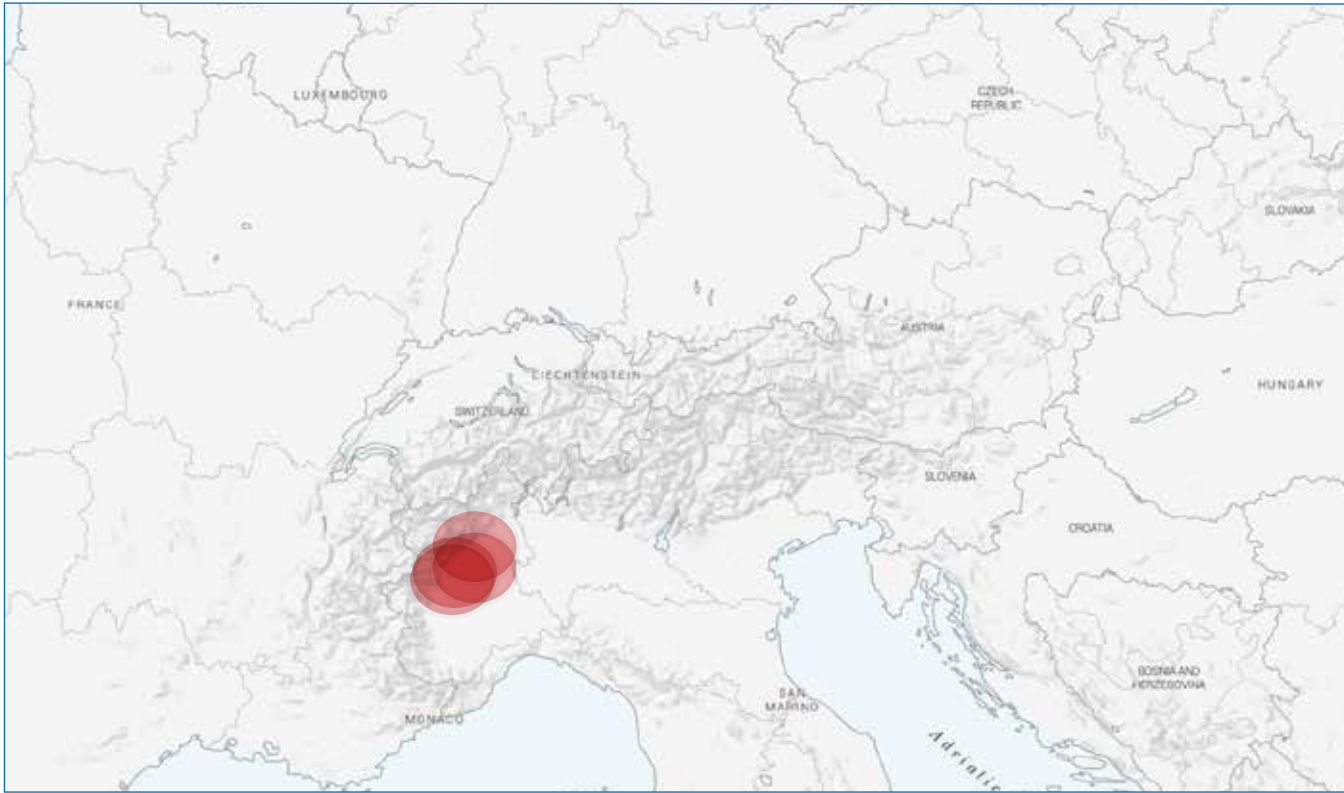 LUXEMBOURG
CZECH
REPUBLIC
SLOVAKIA
FRANCE
AUSTRIA
LIECHTENSTEIN
HUNGARY
SWITZERLAND
SLOVENIA
CROATIA
BOSNIA AND
HERZEGOVINA
SAN
MARINO
MONACO
Adriatic